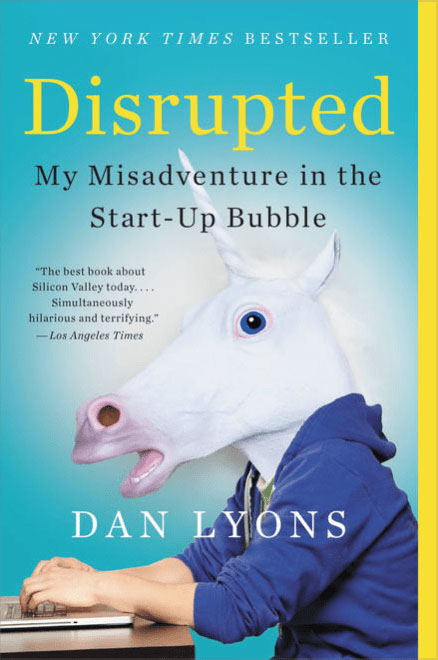 NEW YORK TIMES BESTSELLER
Disrupted
My Misadventure in the
Start-Up Bubble
“The best book about
Silicon Valley today. . . .
Simultaneously
hilarious and terrifying.”
—Los Angeles Times
DAN LYONS